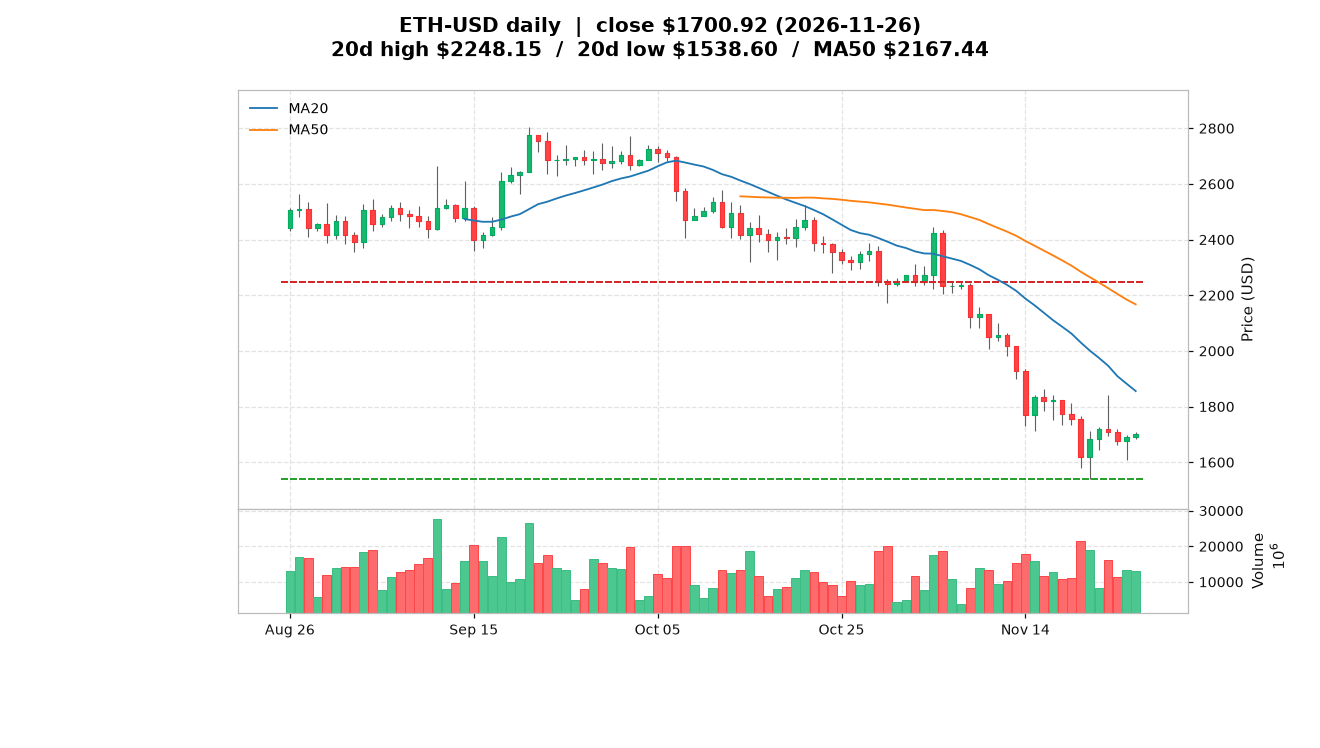 ETH-USD daily | close $1700.92 (2026-11-26)
20d high $2248.15 / 20d low $1538.60 / MA50 $2167.44
MA20
MA50
2800
2600
2400
2200
2000
1800
1600
Price (USD)
30000
20000
10000
Volume
10^6
Aug 26
Sep 15
Oct 05
Oct 25
Nov 14